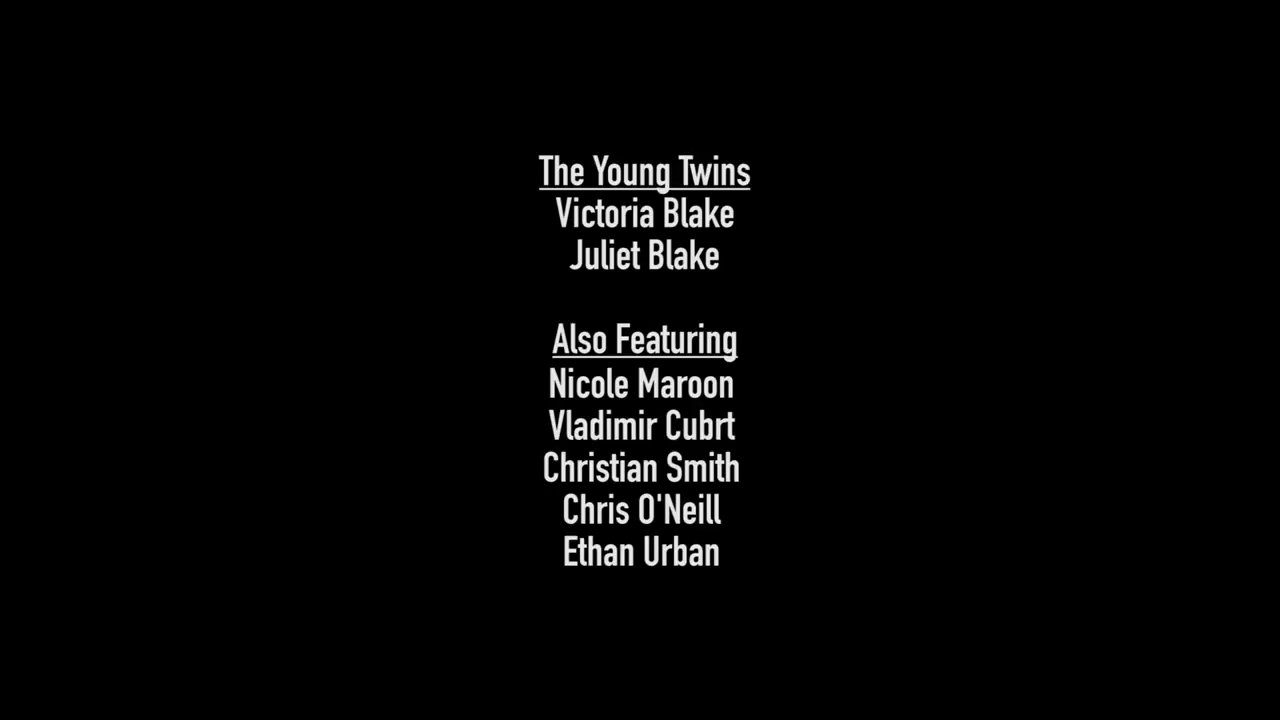 The Young Twins
Victoria Blake
Juliet Blake
Also Featuring
Nicole Maroon
Vladimir Cubrt
Christian Smith
Chris O'Neill
Ethan Urban